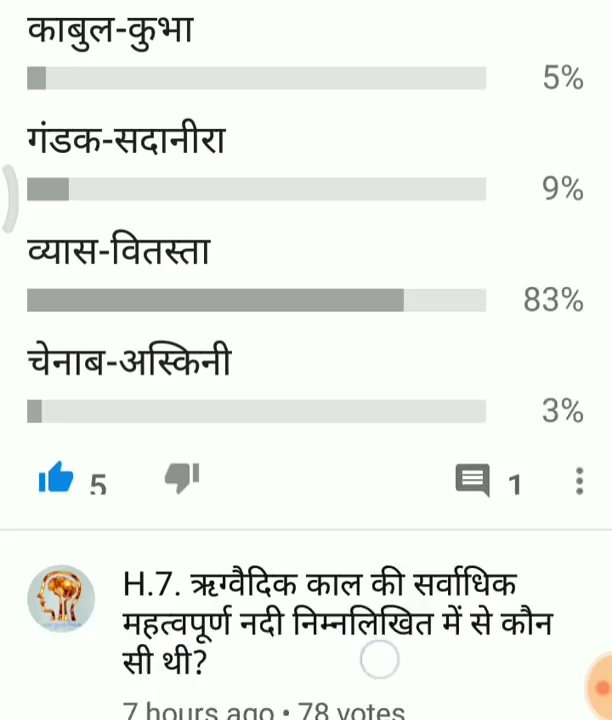 काबुल-कुभा
5%
गंडक-सदानीरा
9%
व्यास-वितस्ता
83%
चेनाब-अस्किनी
3%
5
1
H.7. ऋग्वैदिक काल की सर्वाधिक
महत्वपूर्ण नदी निम्नलिखित में से कौन
सी थी?
7 hours ago • 78 votes